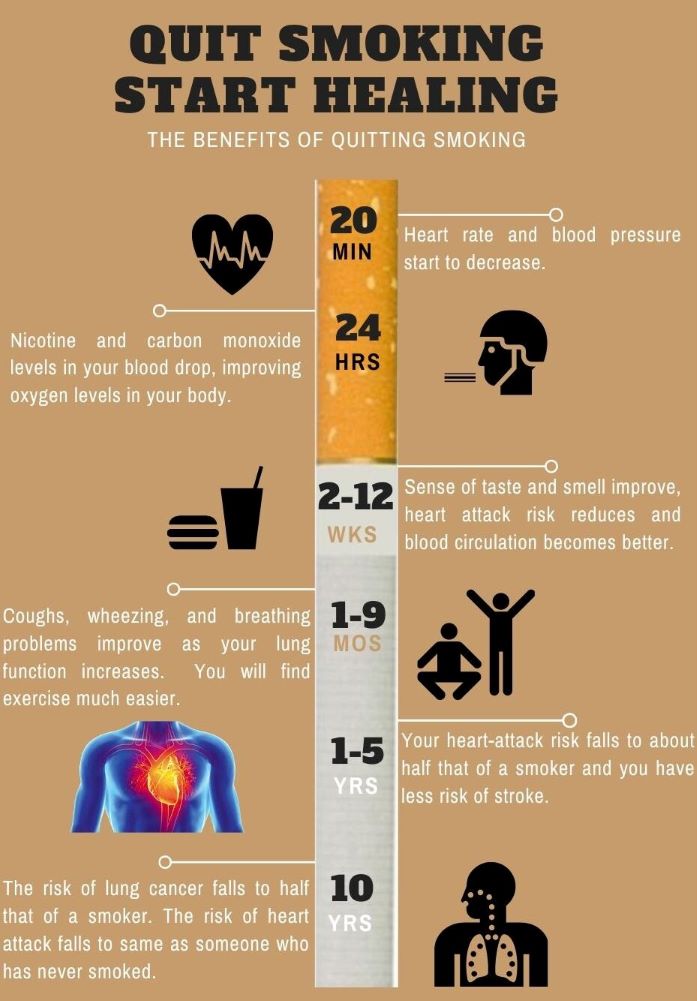 QUIT SMOKING
START HEALING
THE BENEFITS OF QUITTING SMOKING
20
MIN
Heart rate and blood pressure
start to decrease.
24
HRS
Nicotine and carbon monoxide
levels in your blood drop, improving
oxygen levels in your body.
2-12
WKS
Sense of taste and smell improve,
heart attack risk reduces and
blood circulation becomes better.
1-9
MOS
Coughs, wheezing, and breathing
problems improve as your lung
function increases. You will find
exercise much easier.
1-5
YRS
Your heart-attack risk falls to about
half that of a smoker and you have
less risk of stroke.
10
YRS
The risk of lung cancer falls to half
that of a smoker. The risk of heart
attack falls to same as someone who
has never smoked.